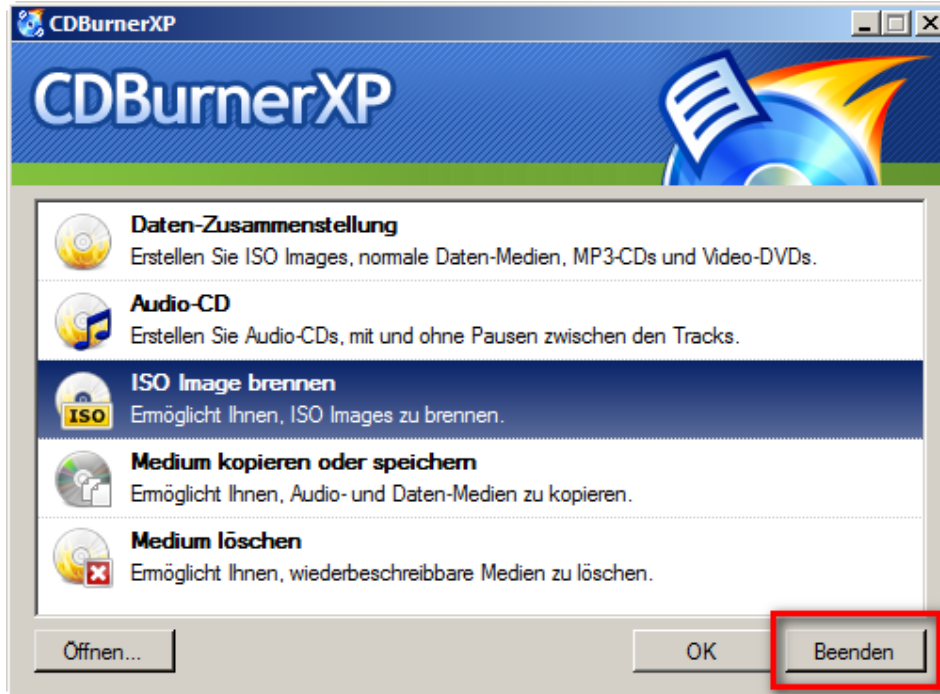 CDBurnerXP
CDBurnerXP
Daten-Zusammenstellung
Erstellen Sie ISO Images, normale Daten-Medien, MP3-CDs und Video-DVDs.
Audio-CD
Erstellen Sie Audio-CDs, mit und ohne Pausen zwischen den Tracks.
ISO Image brennen
ISO
Ermöglicht Ihnen, ISO Images zu brennen.
Medium kopieren oder speichern
Ermöglicht Ihnen, Audio- und Daten-Medien zu kopieren.
Medium löschen
Ermöglicht Ihnen, wiederbeschreibbare Medien zu löschen.
Öffnen... OK Beenden